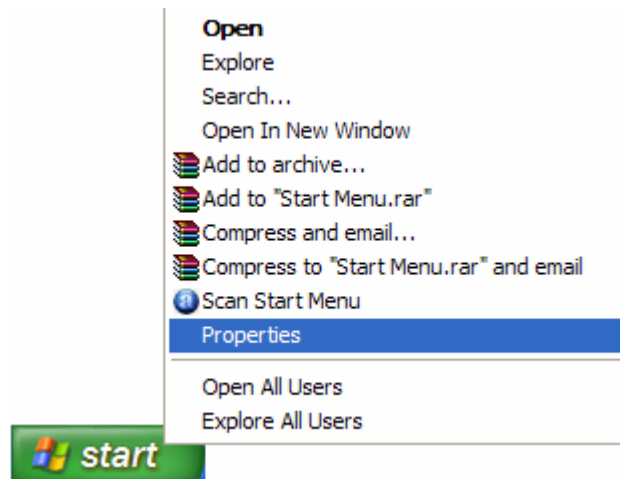 Open
Explore
Search...
Open In New Window
Add to archive...
Add to "Start Menu.rar"
Compress and email...
Compress to "Start Menu.rar" and email
Scan Start Menu
Properties
Open All Users
Explore All Users
start